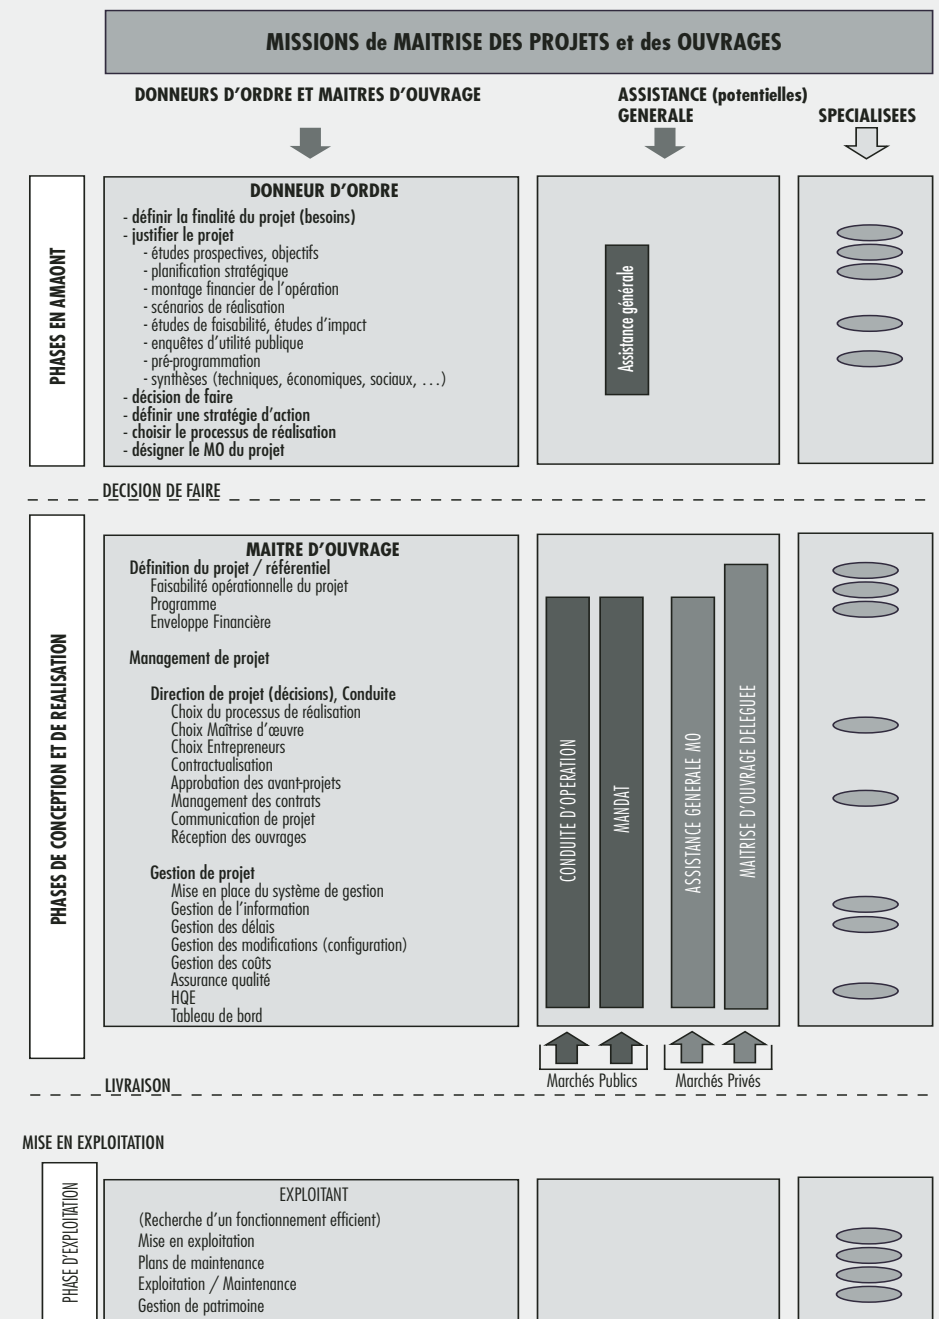 MISSIONS de MAITRISE DES PROJETS et des OUVRAGES
DONNEURS D'ORDRE ET MAITRES D'OUVRAGE
ASSISTANCE (potentielles)
GENERALE
SPECIALISEES
PHASES EN AMAONT
DONNEUR D'ORDRE
- définir la finalité du projet (besoins)
- justifier le projet
- études prospectives, objectifs
- planification stratégique
- montage financier de l'opération
- scénarios de réalisation
- études de faisabilité, études d'impact
- enquêtes d'utilité publique
- pré-programmation
- synthèses (techniques, économiques, sociaux, …)
- décision de faire
- définir une stratégie d'action
- choisir le processus de réalisation
- désigner le MO du projet
Assistance générale
DECISION DE FAIRE
PHASES DE CONCEPTION ET DE REALISATION
MAITRE D'OUVRAGE
Définition du projet / référentiel
Faisabilité opérationnelle du projet
Programme
Enveloppe Financière
Management de projet
Direction de projet (décisions), Conduite
Choix du processus de réalisation
Choix Maîtrise d'œuvre
Choix Entrepreneurs
Contractualisation
Approbation des avant-projets
Management des contrats
Communication de projet
Réception des ouvrages
Gestion de projet
Mise en place du système de gestion
Gestion de l'information
Gestion des délais
Gestion des modifications (configuration)
Gestion des coûts
Assurance qualité
HQE
Tableau de bord
CONDUITE D'OPERATION
MANDAT
ASSISTANCE GENERALE MO
MAITRISE D'OUVRAGE DELEGUEE
Marchés Publics
Marchés Privés
LIVRAISON
MISE EN EXPLOITATION
PHASE D'EXPLOITATION
EXPLOITANT
(Recherche d'un fonctionnement efficient)
Mise en exploitation
Plans de maintenance
Exploitation / Maintenance
Gestion de patrimoine